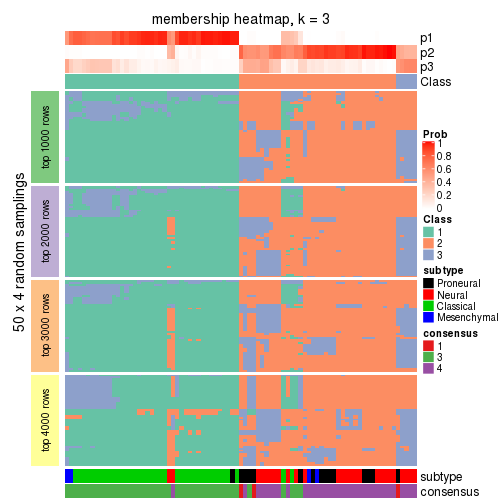 membership heatmap, k = 3
p1
p2
p3
Class
50 x 4 random samplings
top 1000 rows
top 2000 rows
top 3000 rows
top 4000 rows
Prob
1
0.8
0.6
0.4
0.2
0
Class
1
2
3
subtype
Proneural
Neural
Classical
Mesenchymal
consensus
1
3
4
subtype
consensus